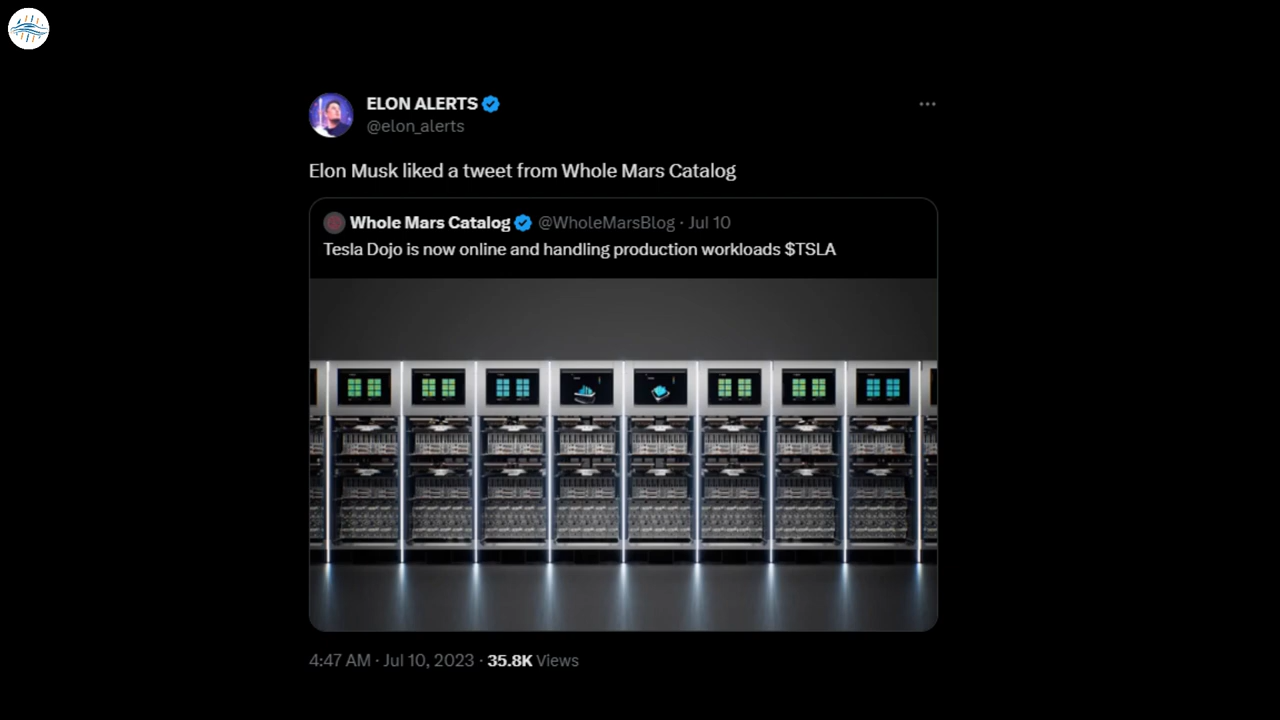 ELON ALERTS
@elon_alerts
Elon Musk liked a tweet from Whole Mars Catalog
Whole Mars Catalog @WholeMarsBlog · Jul 10
Tesla Dojo is now online and handling production workloads $TSLA
4:47 AM · Jul 10, 2023 · 35.8K Views